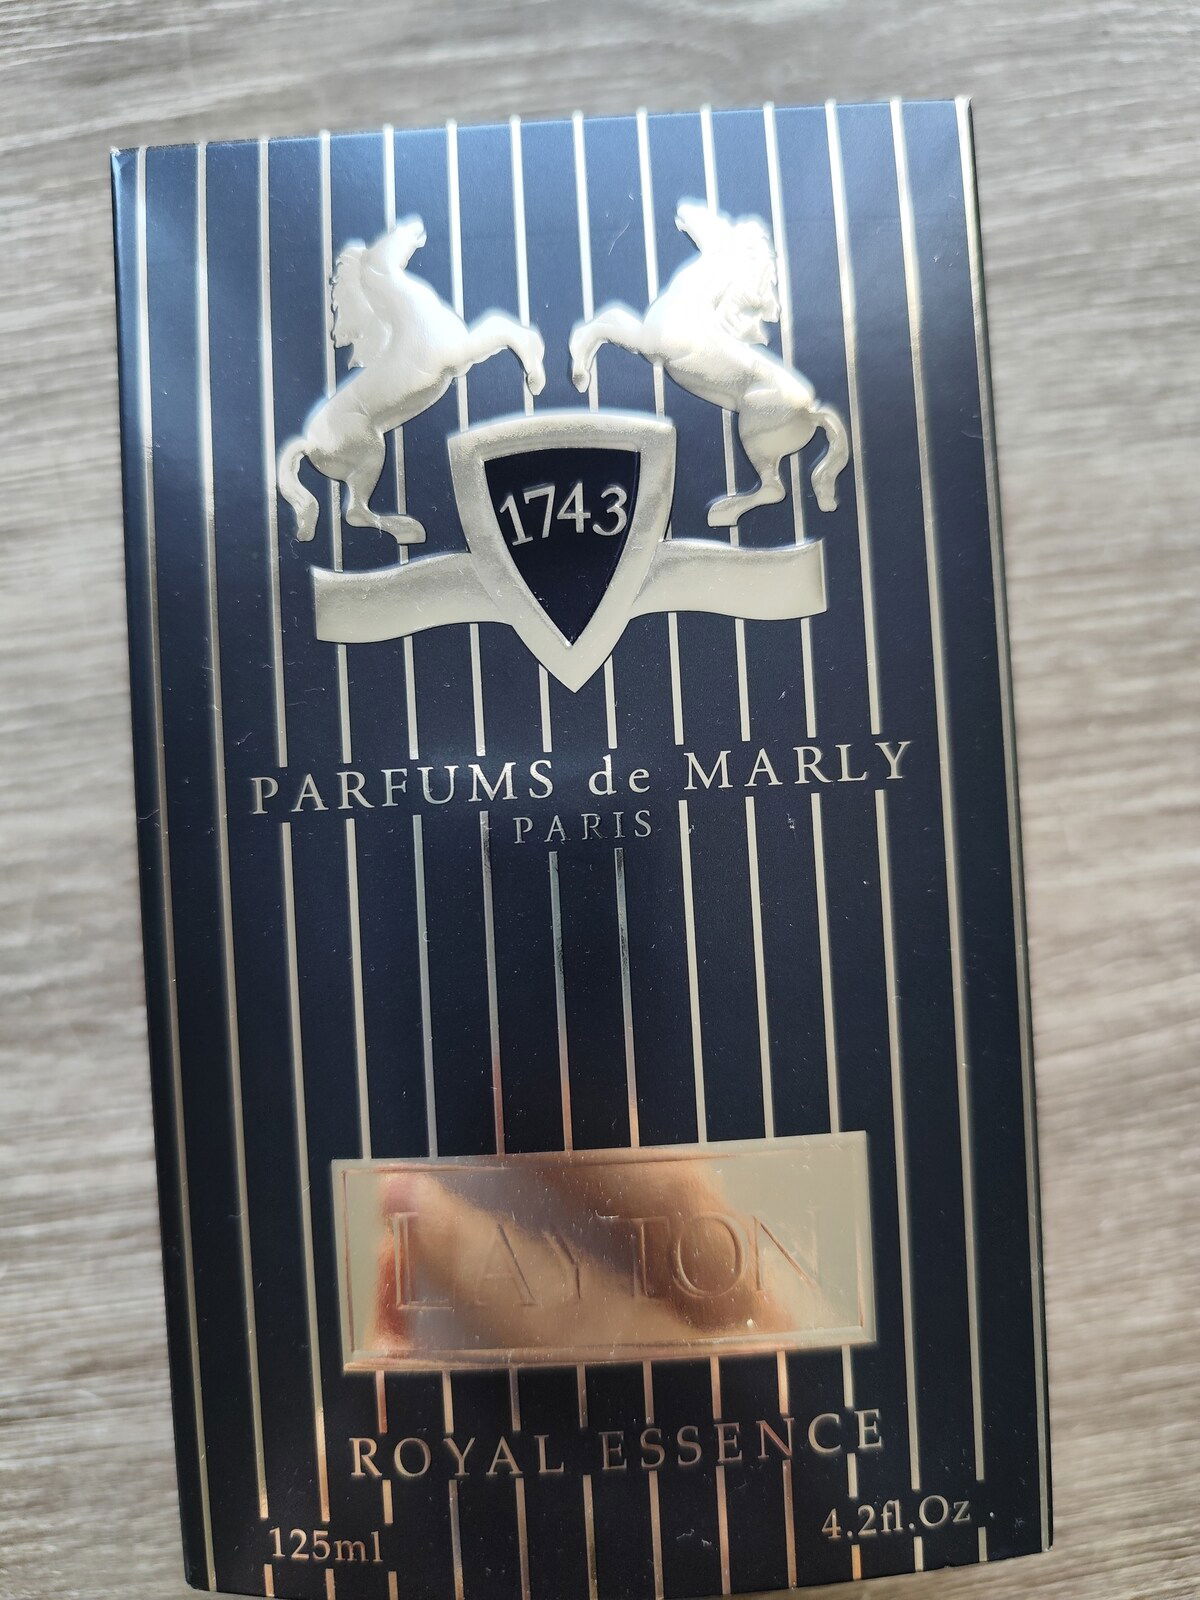 1743
PARFUMS de MARLY
PARIS
LAYTON
ROYAL ESSENCE
125ml
4.2fl.Oz.